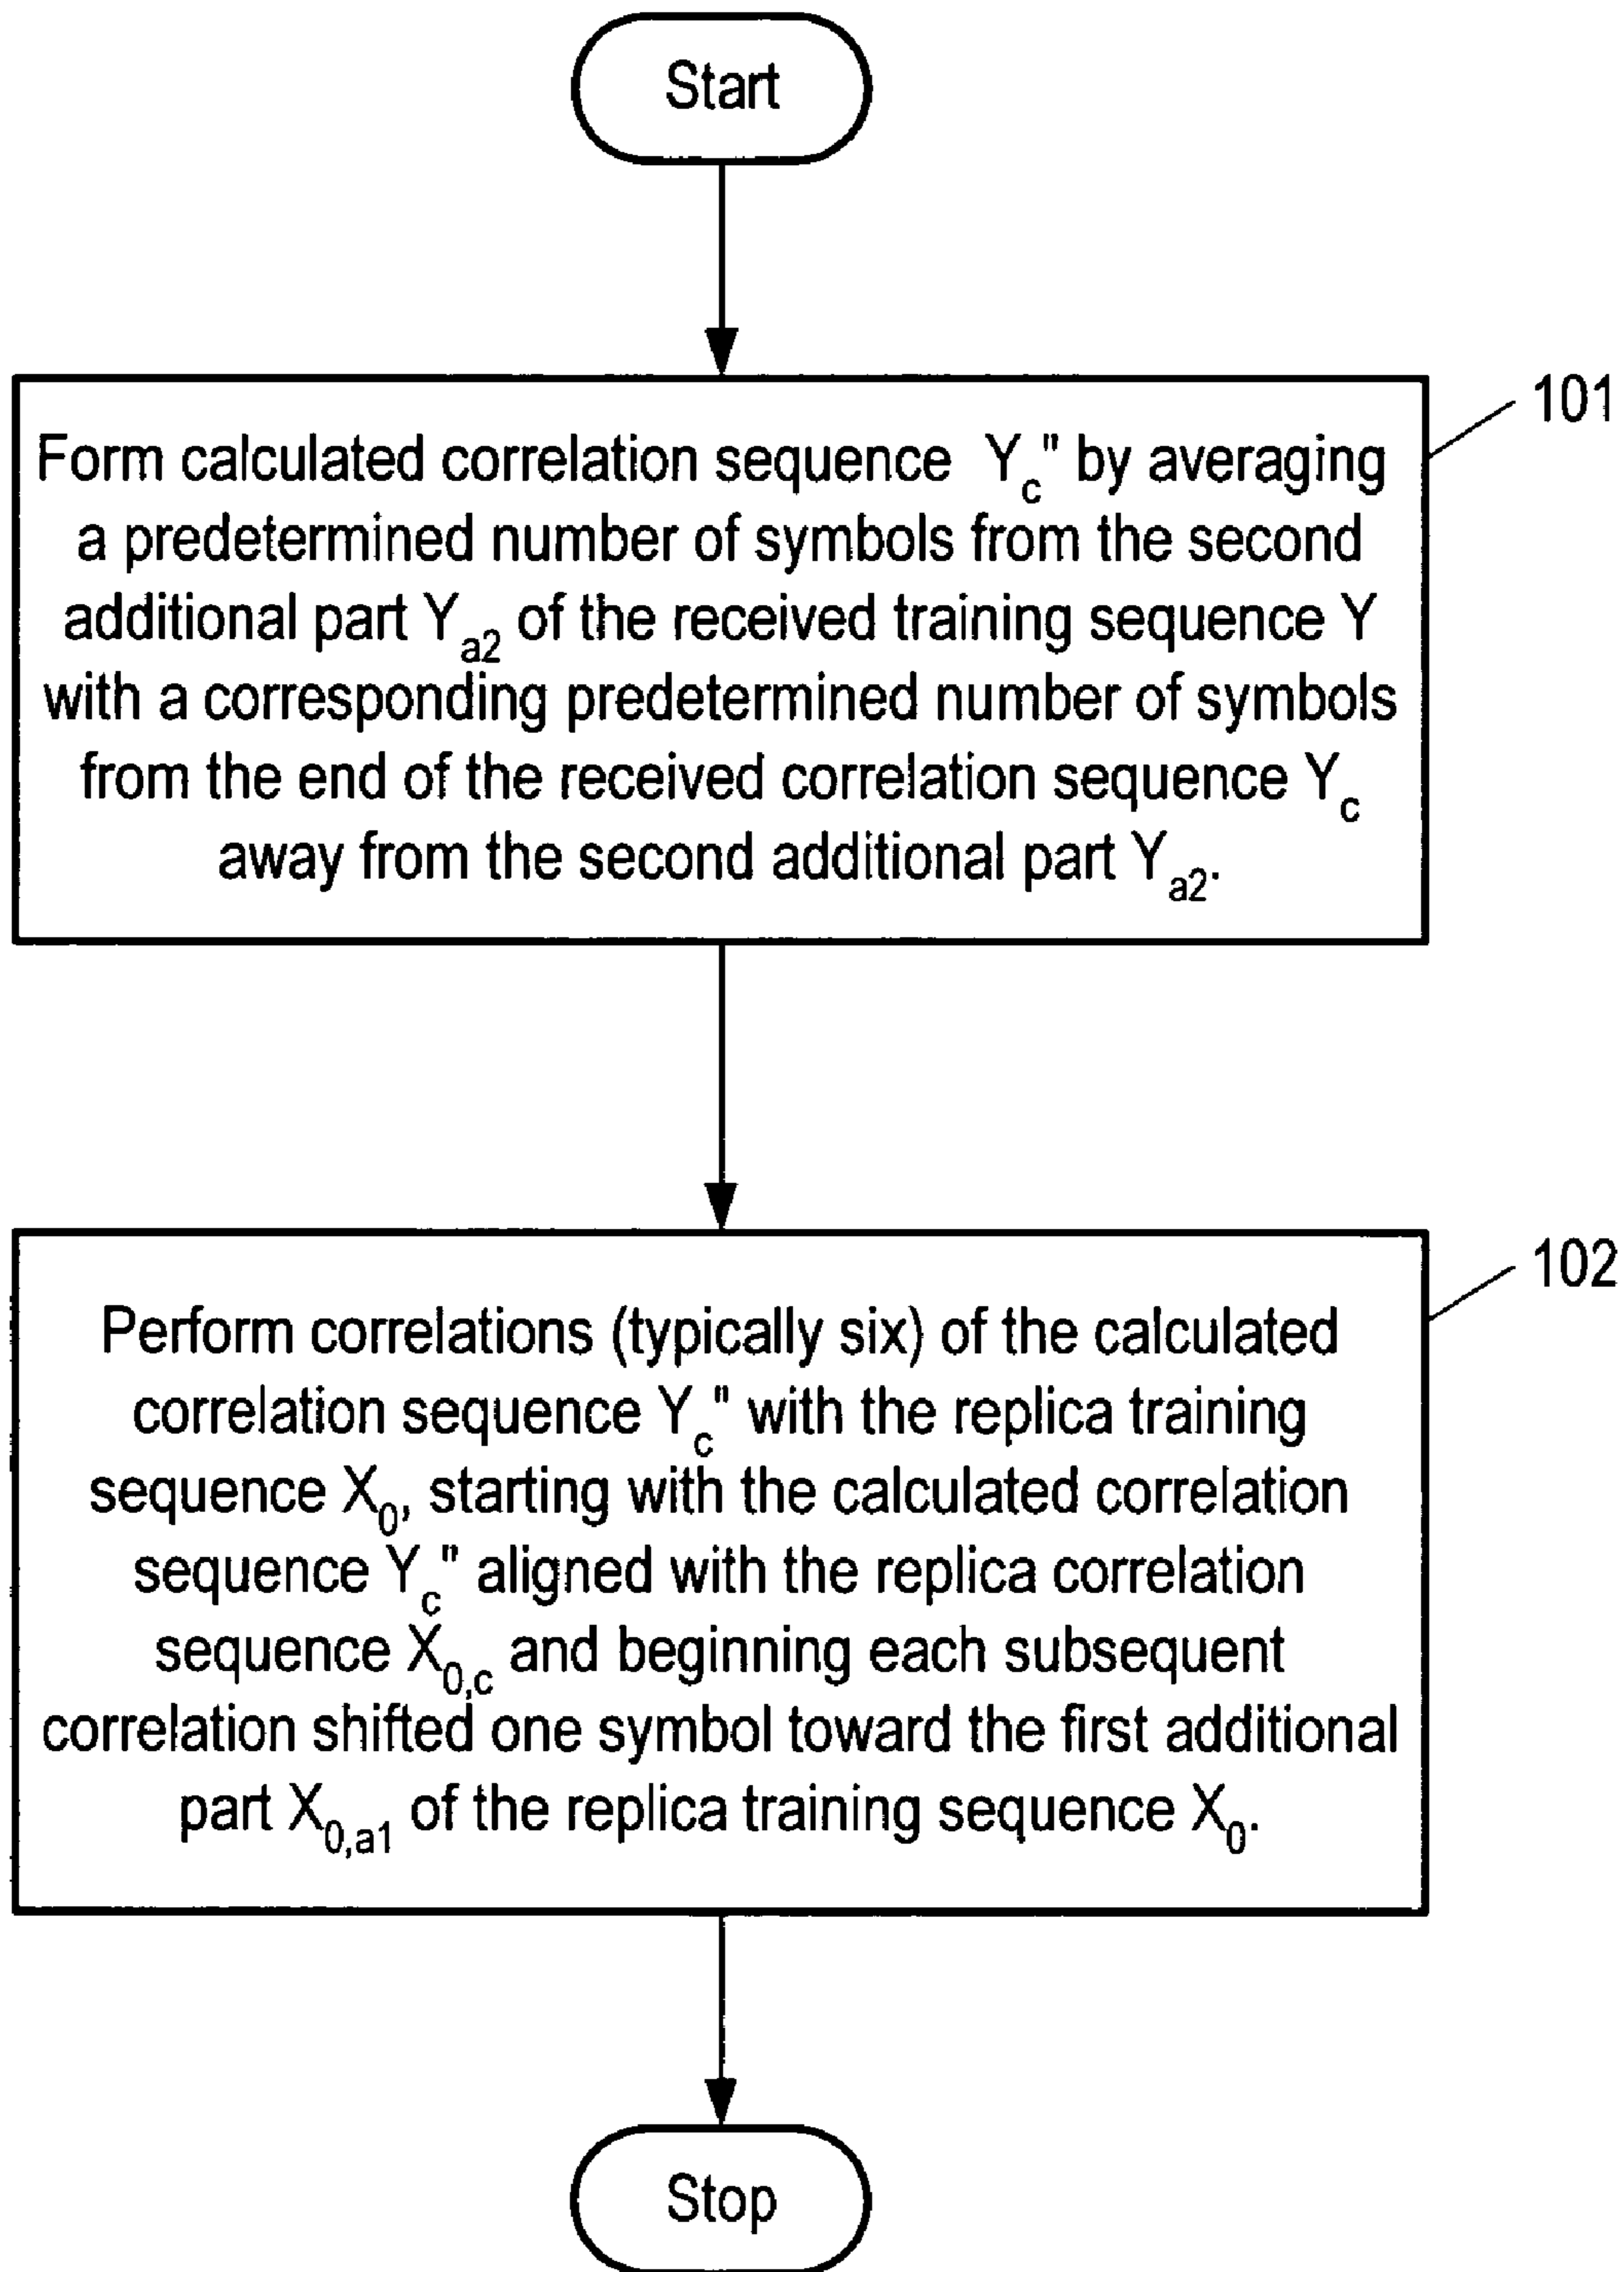 Start
101
Form calculated correlation sequence Y_c" by averaging
a predetermined number of symbols from the second
additional part Y_a2 of the received training sequence Y
with a corresponding predetermined number of symbols
from the end of the received correlation sequence Y_c
away from the second additional part Y_a2.
102
Perform correlations (typically six) of the calculated
correlation sequence Y_c" with the replica training
sequence X_0, starting with the calculated correlation
sequence Y_c" aligned with the replica correlation
sequence X_0,c and beginning each subsequent
correlation shifted one symbol toward the first additional
part X_0,a1 of the replica training sequence X_0.
Stop